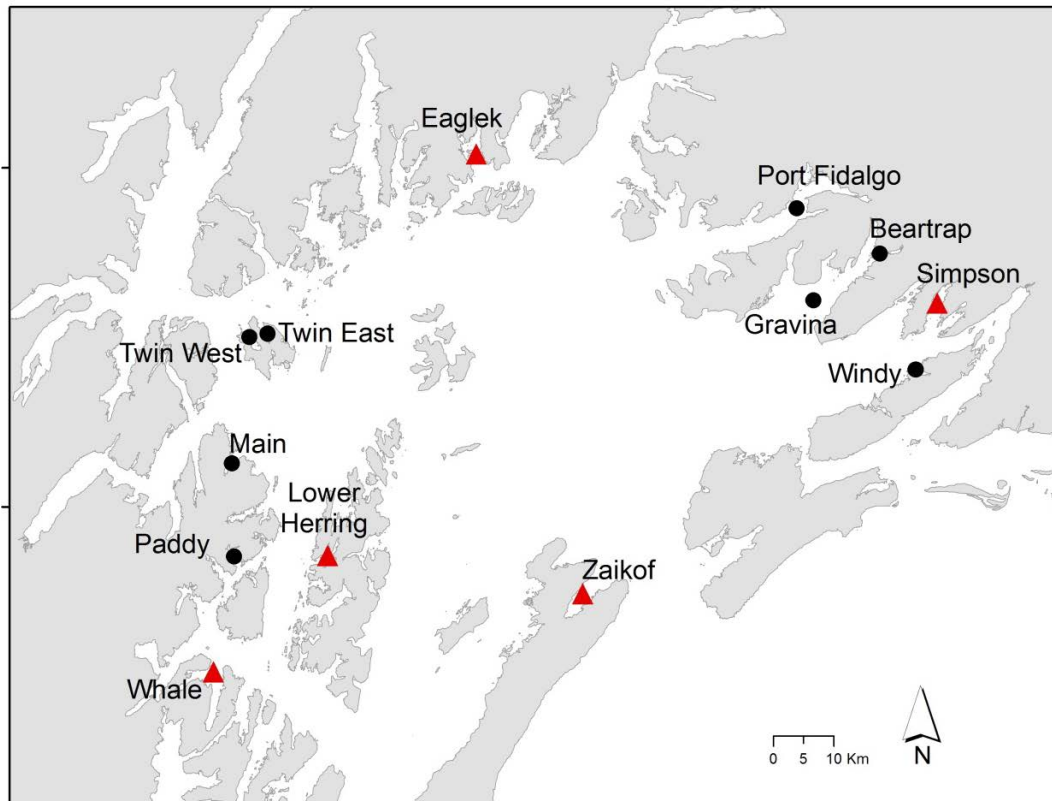 Eaglek
Port Fidalgo
Beartrap
Simpson
Gravina
Twin East
Twin West
Windy
Main
Lower
Herring
Paddy
Zaikof
Whale
0 5 10 Km
N